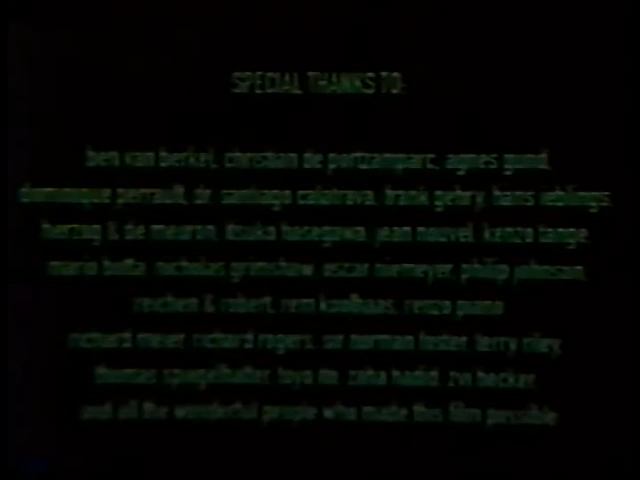 SPECIAL THANKS TO:
ben van berkel, christian de portzamparc, agnes gund,
dominique perrault, dr. santiago calatrava, frank gehry, hans ieblings,
herzog & de meuron, itsuko hasegawa, jean nouvel, kenzo tange,
mario botta, nicholas grimshaw, oscar niemeyer, philip johnson,
reichen & robert, rem koolhaas, renzo piano
richard meier, richard rogers, sir norman foster, terry riley,
thomas spiegelhalter, toyo ito, zaha hadid, zvi hecker,
and all the wonderful people who made this film possible